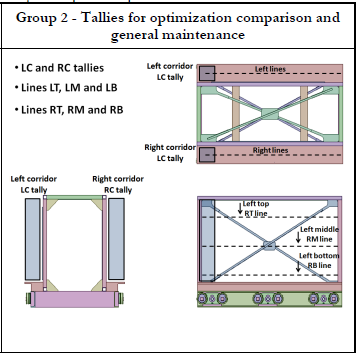 Group 2 - Tallies for optimization comparison and
general maintenance
• LC and RC tallies
• Lines LT, LM and LB
• Lines RT, RM and RB
Left corridor
LC tally
Left lines
Right corridor
LC tally
Right lines
Left corridor
LC tally
Right corridor
RC tally
Left top
RT line
Left middle
RM line
Left bottom
RB line